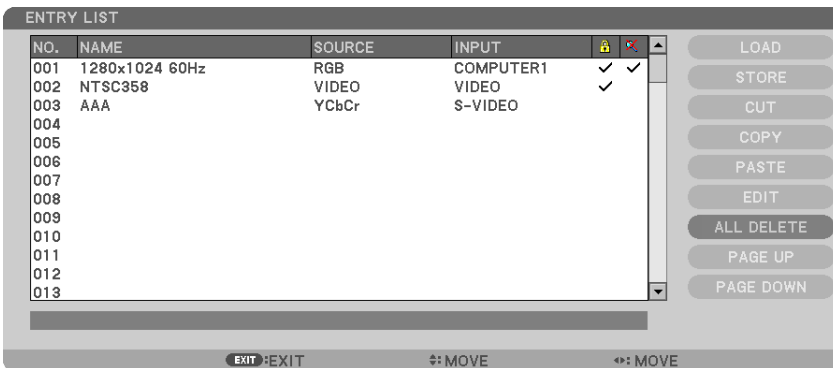 ENTRY LIST
NO. NAME SOURCE INPUT
001 1280x1024 60Hz RGB COMPUTER1 ✓ ✓
002 NTSC358 VIDEO VIDEO ✓
003 AAA YCbCr S-VIDEO
004
005
006
007
008
009
010
011
012
013
LOAD
STORE
CUT
COPY
PASTE
EDIT
ALL DELETE
PAGE UP
PAGE DOWN
EXIT :EXIT ：MOVE ：MOVE